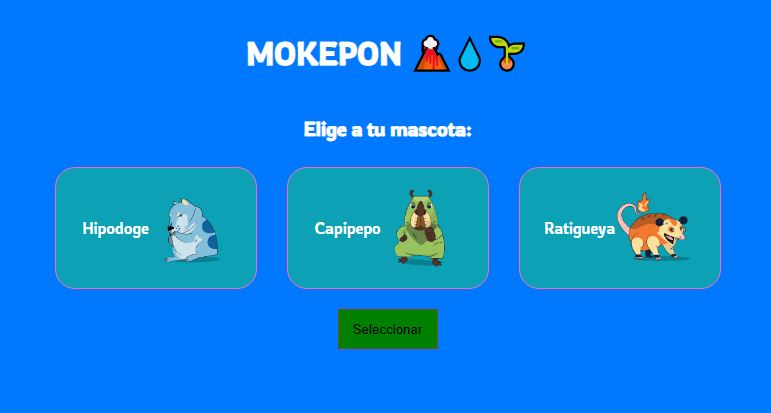 MOKEPON 🌋💧🌱
Elige a tu mascota:
Hipodoge
Capipepo
Ratigueya
Seleccionar